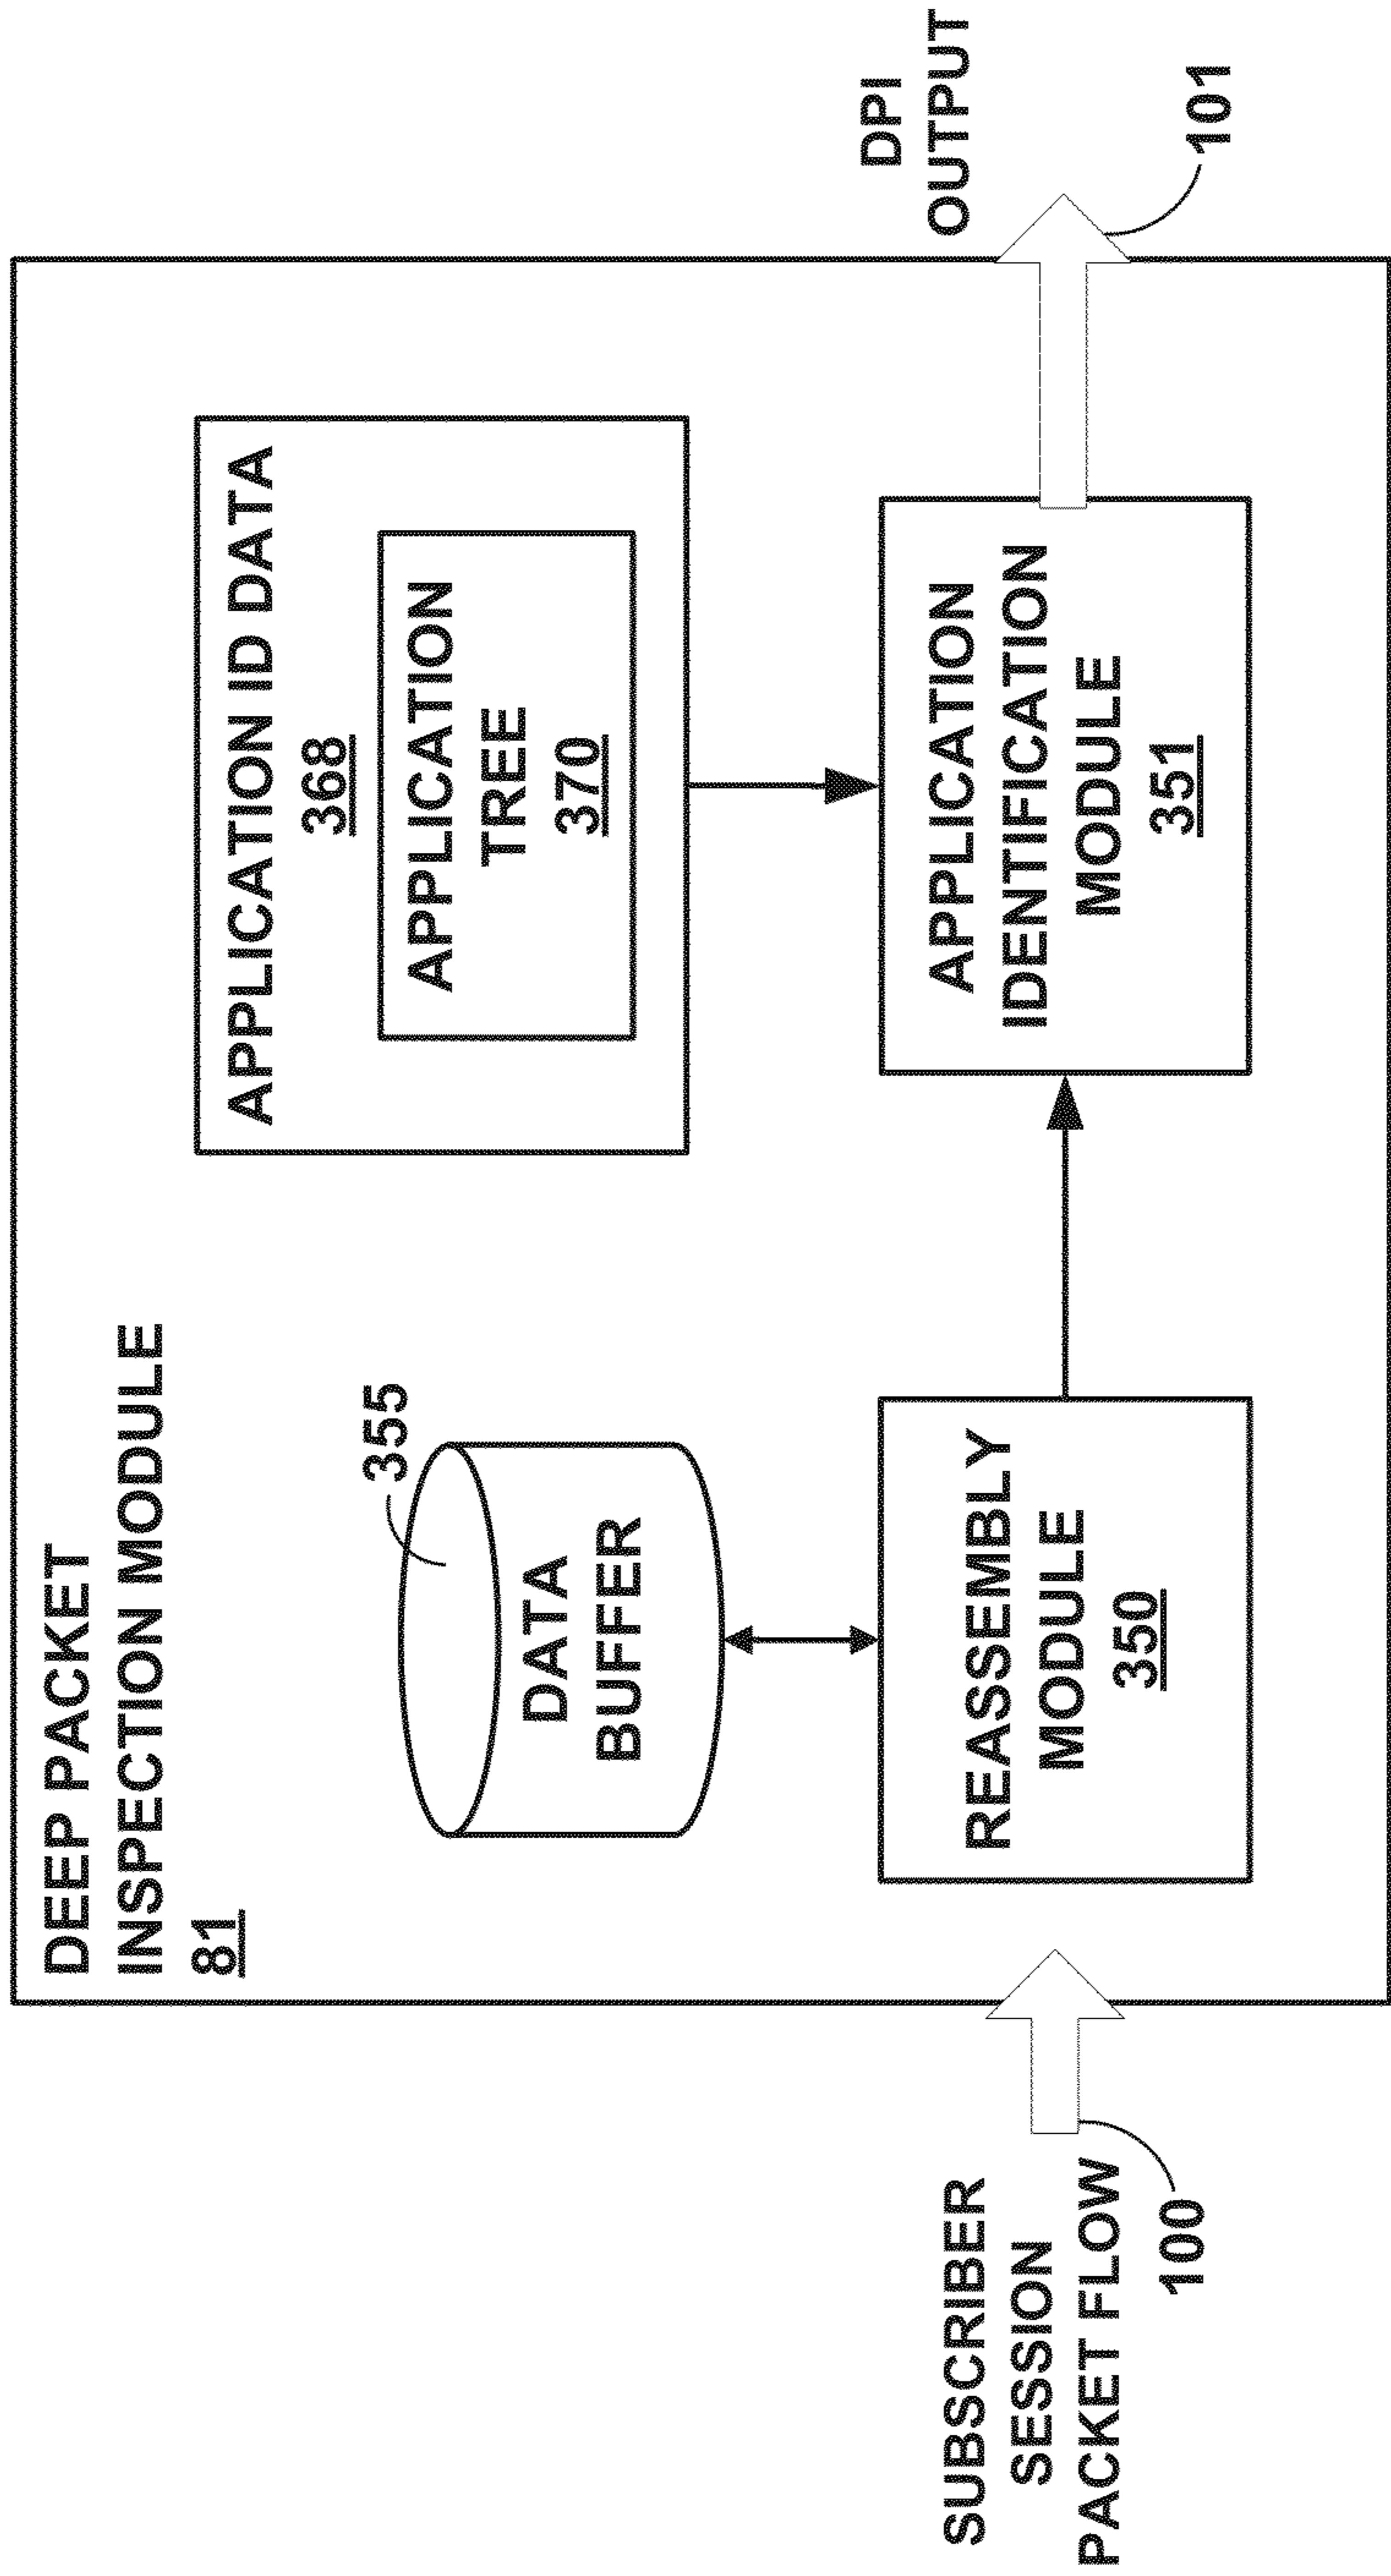 DEEP PACKET
INSPECTION MODULE
81
355
DATA
BUFFER
APPLICATION ID DATA
368
APPLICATION
TREE
370
SUBSCRIBER
SESSION
PACKET FLOW
100
REASSEMBLY
MODULE
350
APPLICATION
IDENTIFICATION
MODULE
351
DPI
OUTPUT
101